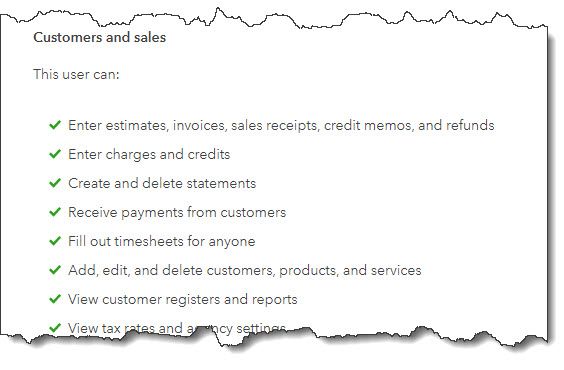 Customers and sales
This user can:
Enter estimates, invoices, sales receipts, credit memos, and refunds
Enter charges and credits
Create and delete statements
Receive payments from customers
Fill out timesheets for anyone
Add, edit, and delete customers, products, and services
View customer registers and reports
View tax rates and agency settings